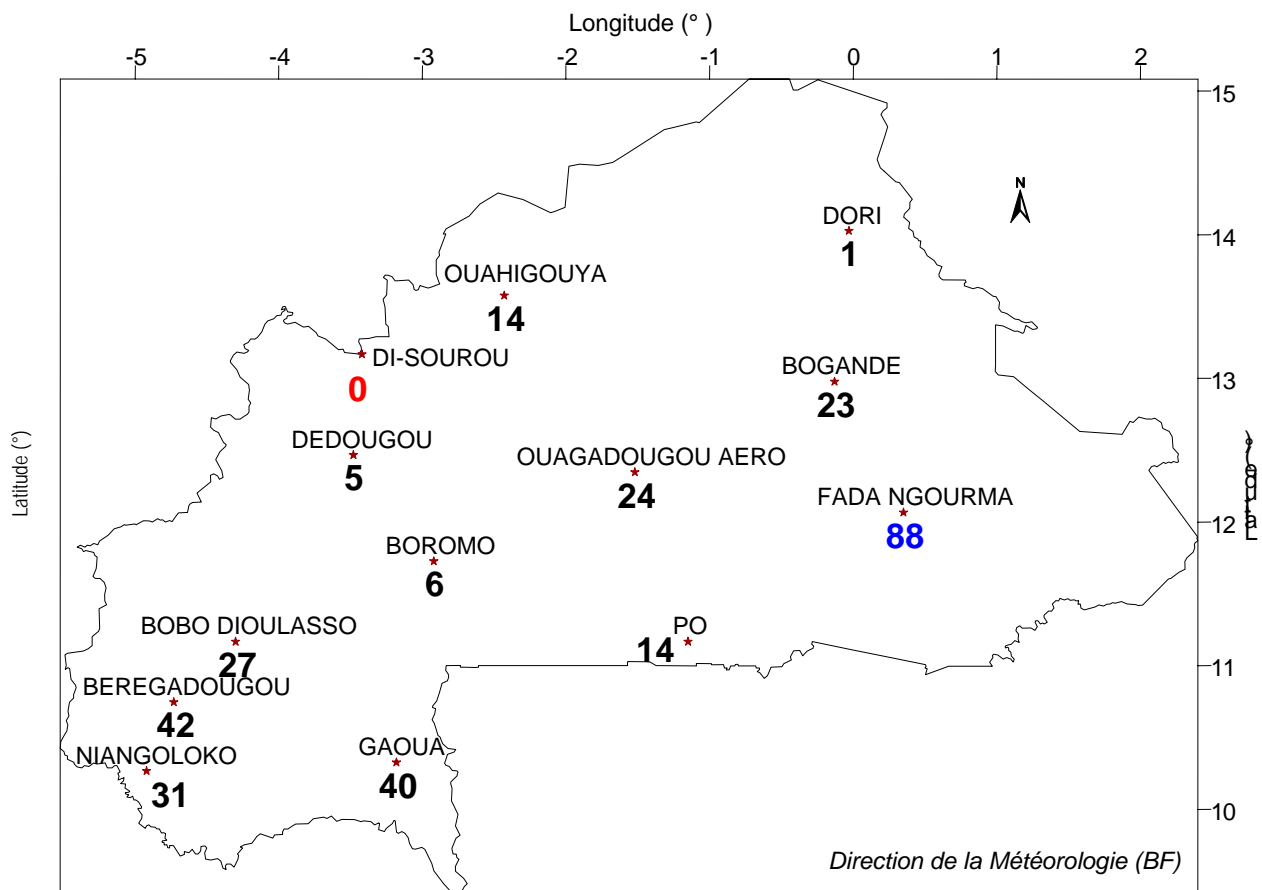 Longitude (° )
-5 -4 -3 -2 -1 0 1 2
15
N
DORI
14
1
OUAHIGOUYA
14
DI-SOUROU
BOGANDE
13
0
23
DEDOUGOU
5
OUAGADOUGOU AERO
24
Latitude (°)
Latitude(°)
FADA NGOURMA
12
88
BOROMO
6
BOBO DIOULASSO
27
PO
14
11
BEREGADOUGOU
42
NIANGOLOKO
31
GAOUA
40
10
Direction de la Météorologie (BF)